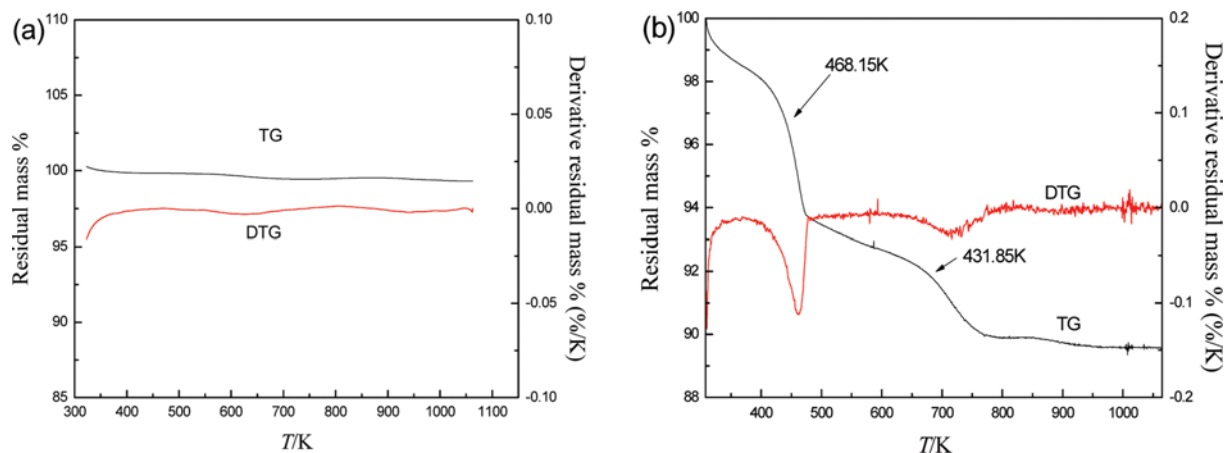 (a)
110
105
100
95
90
85
Residual mass %
TG
DTG
0.10
0.05
0.00
-0.05
-0.10
Derivative residual mass % (%/K)
300 400 500 600 700 800 900 1000 1100
T/K
(b)
100
98
96
94
92
90
88
Residual mass %
468.15K
DTG
431.85K
TG
0.2
0.1
0.0
-0.1
-0.2
Derivative residual mass % (%/K)
400 500 600 700 800 900 1000
T/K